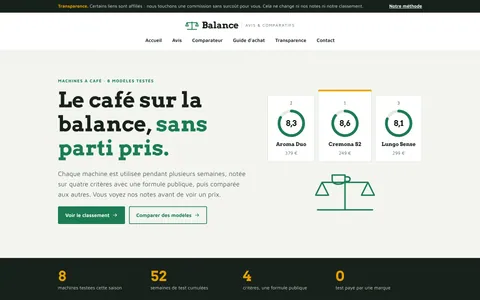 Transparence. Certains liens sont affiliés : nous touchons une commission sans surcoût pour vous. Cela ne change ni nos notes ni notre classement.
Notre méthode
Balance
AVIS & COMPARATIFS
Accueil
Avis
Comparateur
Guide d'achat
Transparence
Contact
MACHINES À CAFÉ · 8 MODÈLES TESTÉS
Le café sur la
balance, sans
parti pris.
Chaque machine est utilisée pendant plusieurs semaines, notée
sur quatre critères avec une formule publique, puis comparée
aux autres. Vous voyez nos notes avant de voir un prix.
Voir le classement →
Comparer des modèles →
2
8,3
Aroma Duo
379 €
1
8,6
Cremona S2
249 €
3
8,1
Lungo Sense
299 €
8
machines testées cette saison
52
semaines de test cumulées
4
critères, une formule publique
0
test payé par une marque